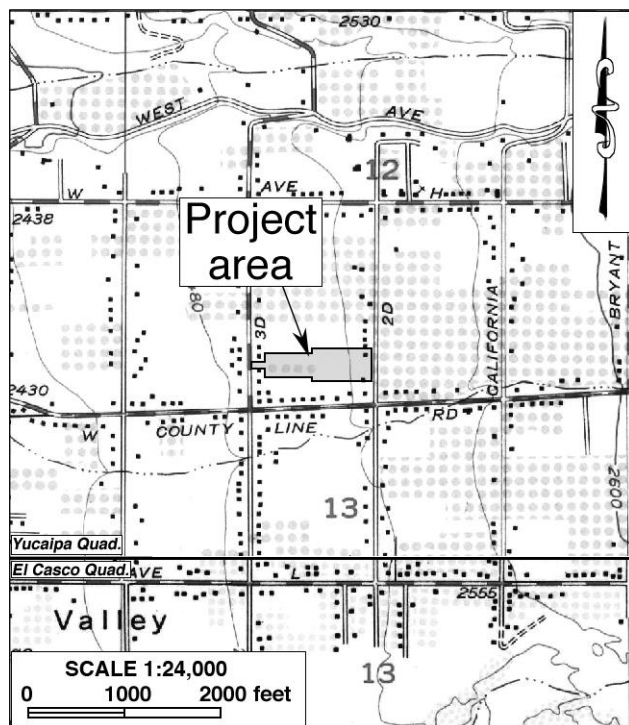 2530
WEST AVE
12
W AVE H
2438
Project
area
2480
3D
2D
CALIFORNIA
BRYANT
2430
W COUNTY LINE RD
2600
13
Yucaipa Quad.
El Casco Quad.
AVE L
2555
Valley
13
SCALE 1:24,000
0 1000 2000 feet